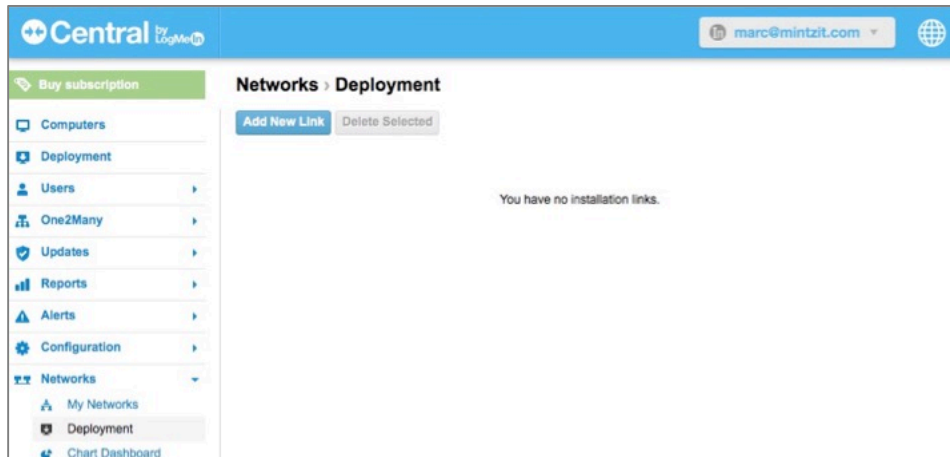 Central by LogMeIn
in marc@mintzit.com
Buy subscription
Networks › Deployment
Add New Link
Delete Selected
Computers
Deployment
Users
You have no installation links.
One2Many
Updates
Reports
Alerts
Configuration
Networks
My Networks
Deployment
Chart Dashboard